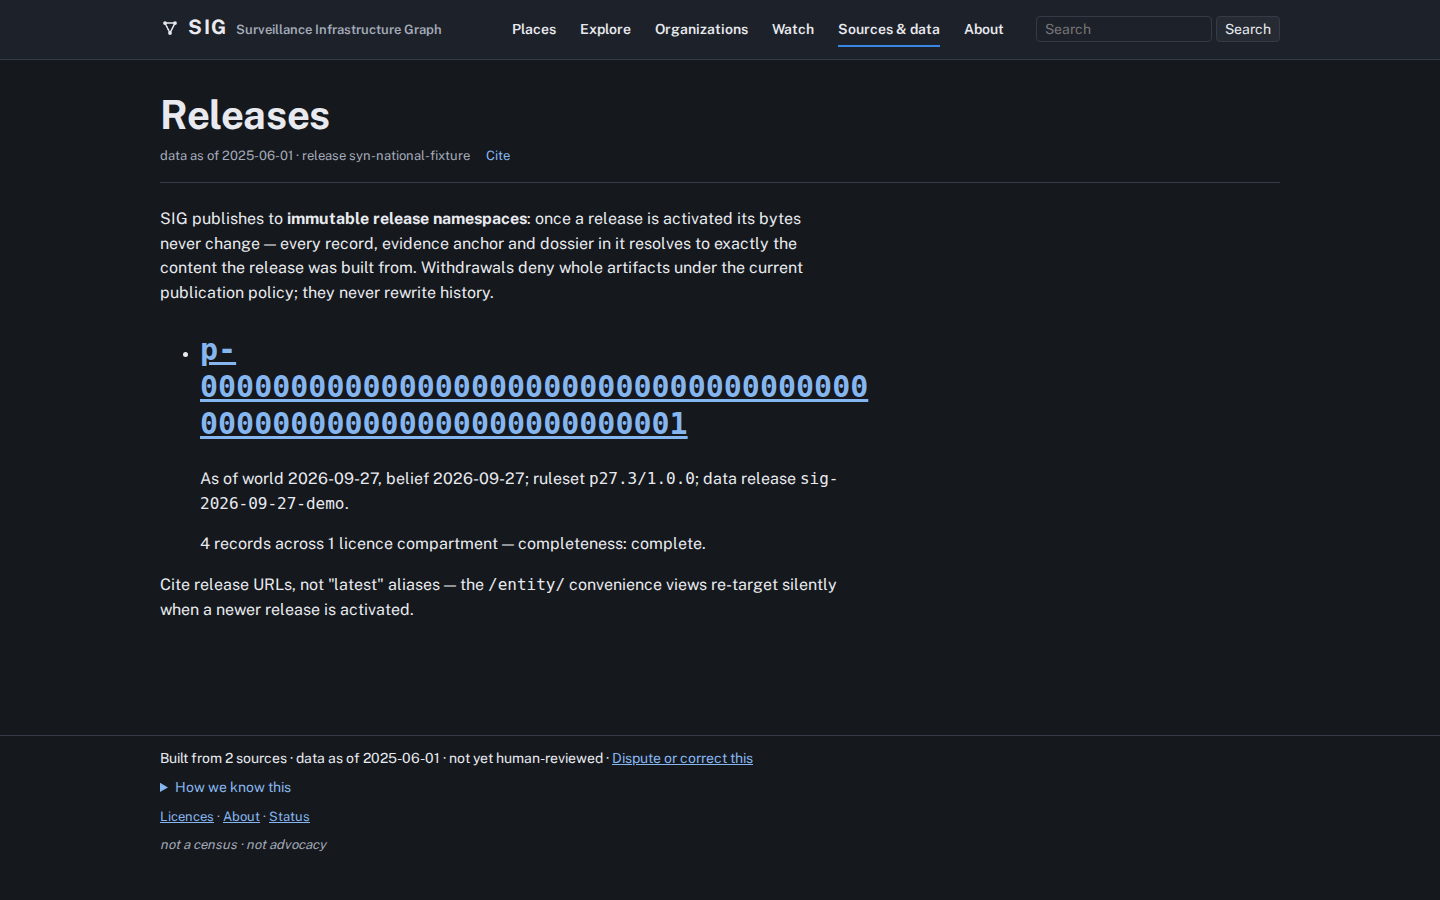 SIG Surveillance Infrastructure Graph
Places Explore Organizations Watch Sources & data About Search Search
Releases
data as of 2025-06-01 · release syn-national-fixture Cite
SIG publishes to immutable release namespaces: once a release is activated its bytes
never change — every record, evidence anchor and dossier in it resolves to exactly the
content the release was built from. Withdrawals deny whole artifacts under the current
publication policy; they never rewrite history.
• p-
0000000000000000000000000000000000000
000000000000000000000000001
As of world 2026-09-27, belief 2026-09-27; ruleset p27.3/1.0.0; data release sig-
2026-09-27-demo.
4 records across 1 licence compartment — completeness: complete.
Cite release URLs, not "latest" aliases — the /entity/ convenience views re-target silently
when a newer release is activated.
Built from 2 sources · data as of 2025-06-01 · not yet human-reviewed · Dispute or correct this
▶ How we know this
Licences · About · Status
not a census · not advocacy